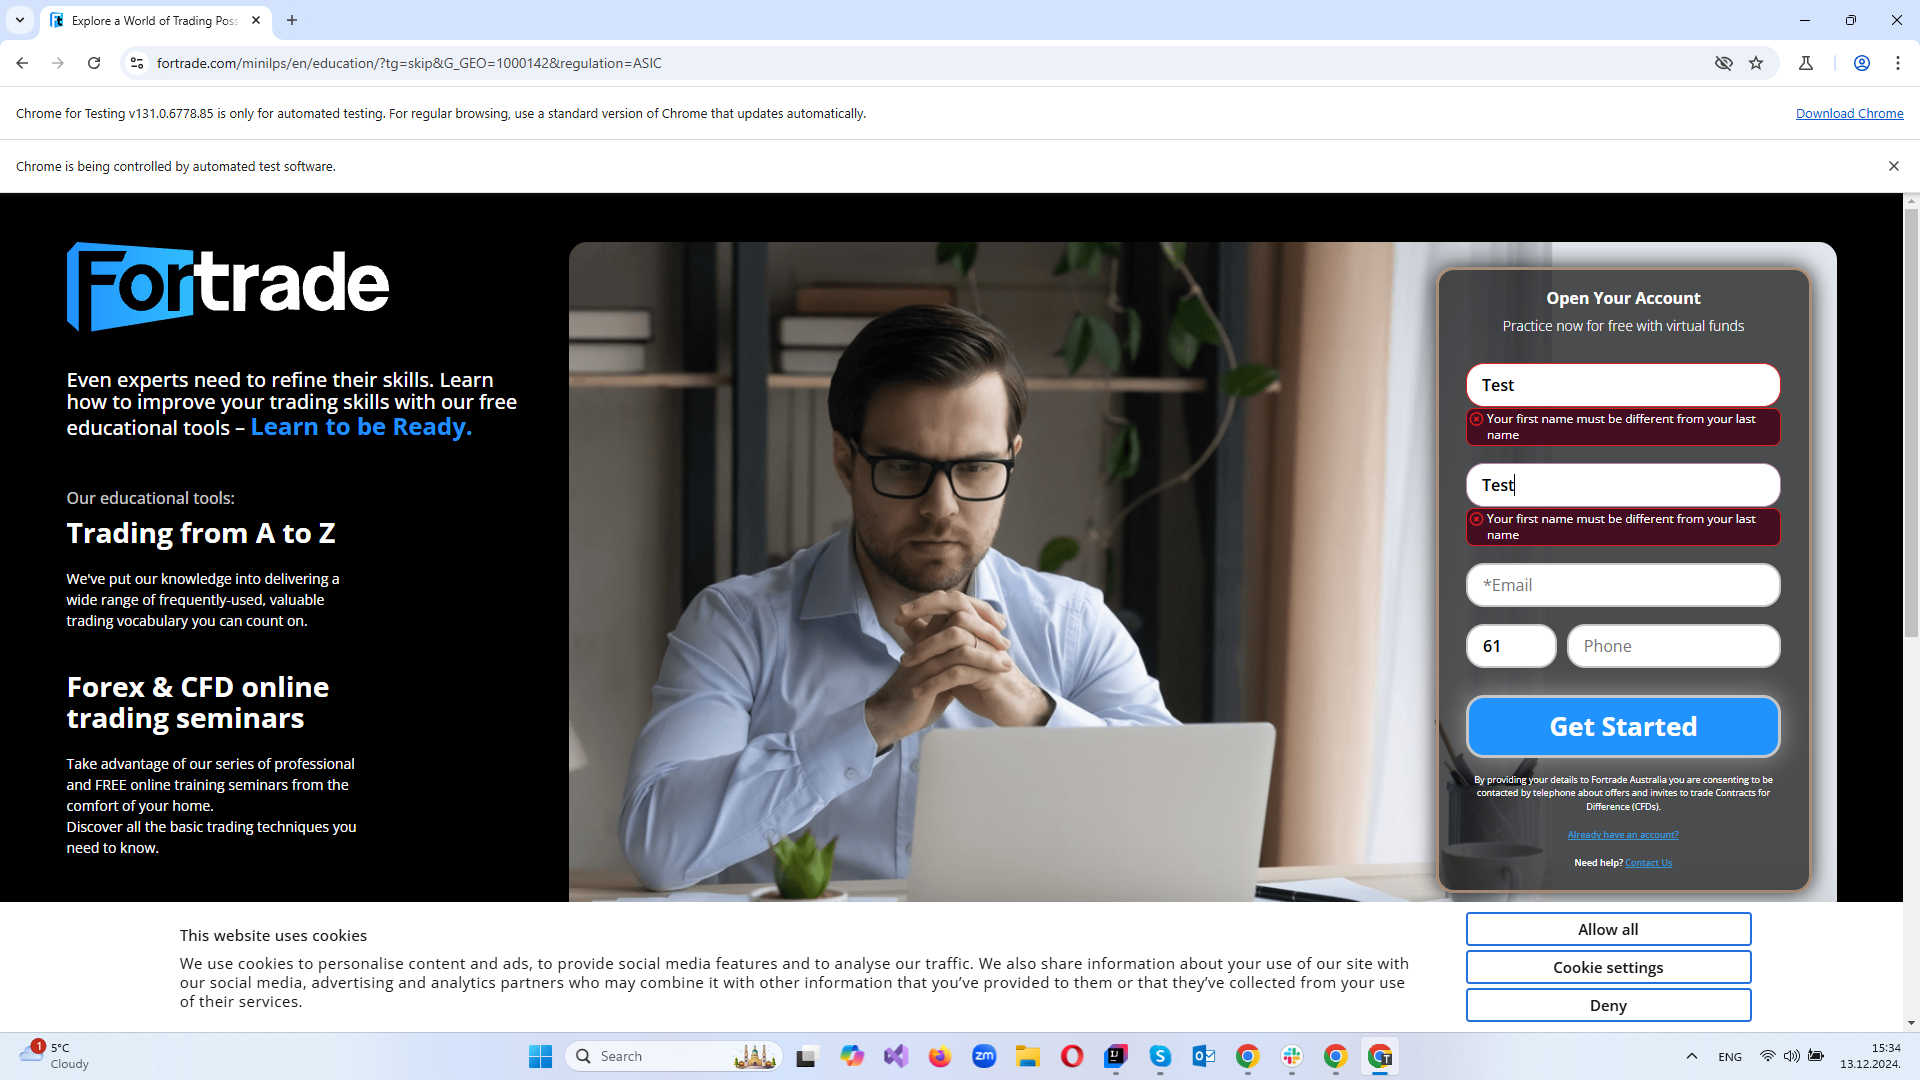 Explore a World of Trading Poss
fortrade.com/minilps/en/education/?tg=skip&G_GEO=1000142&regulation=ASIC
Chrome for Testing v131.0.6778.85 is only for automated testing. For regular browsing, use a standard version of Chrome that updates automatically.
Download Chrome
Chrome is being controlled by automated test software.
Fortrade
Even experts need to refine their skills. Learn
how to improve your trading skills with our free
educational tools – Learn to be Ready.
Our educational tools:
Trading from A to Z
We've put our knowledge into delivering a
wide range of frequently-used, valuable
trading vocabulary you can count on.
Forex & CFD online
trading seminars
Take advantage of our series of professional
and FREE online training seminars from the
comfort of your home.
Discover all the basic trading techniques you
need to know.
Open Your Account
Practice now for free with virtual funds
Test
Your first name must be different from your last
name
Test
Your first name must be different from your last
name
*Email
61
Phone
Get Started
By providing your details to Fortrade Australia you are consenting to be
contacted by telephone about offers and invites to trade Contracts for
Difference (CFDs).
Already have an account?
Need help? Contact Us
This website uses cookies
We use cookies to personalise content and ads, to provide social media features and to analyse our traffic. We also share information about your use of our site with
our social media, advertising and analytics partners who may combine it with other information that you've provided to them or that they've collected from your use
of their services.
Allow all
Cookie settings
Deny
1
5°C
Cloudy
Search
zm
ENG
15:34
13.12.2024.